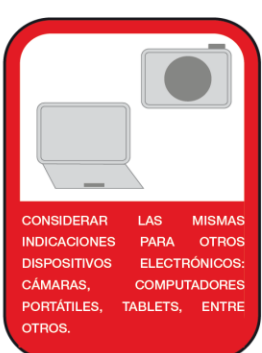 CONSIDERAR LAS MISMAS
INDICACIONES PARA OTROS
DISPOSITIVOS ELECTRÓNICOS:
CÁMARAS, COMPUTADORES
PORTÁTILES, TABLETS, ENTRE
OTROS.